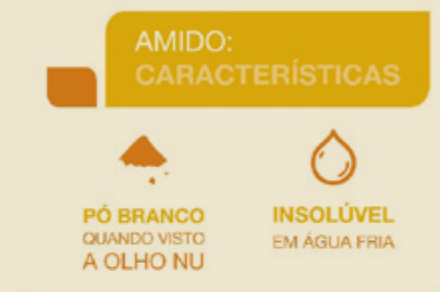 AMIDO:
CARACTERÍSTICAS
PÓ BRANCO
QUANDO VISTO
A OLHO NU
INSOLÚVEL
EM ÁGUA FRIA